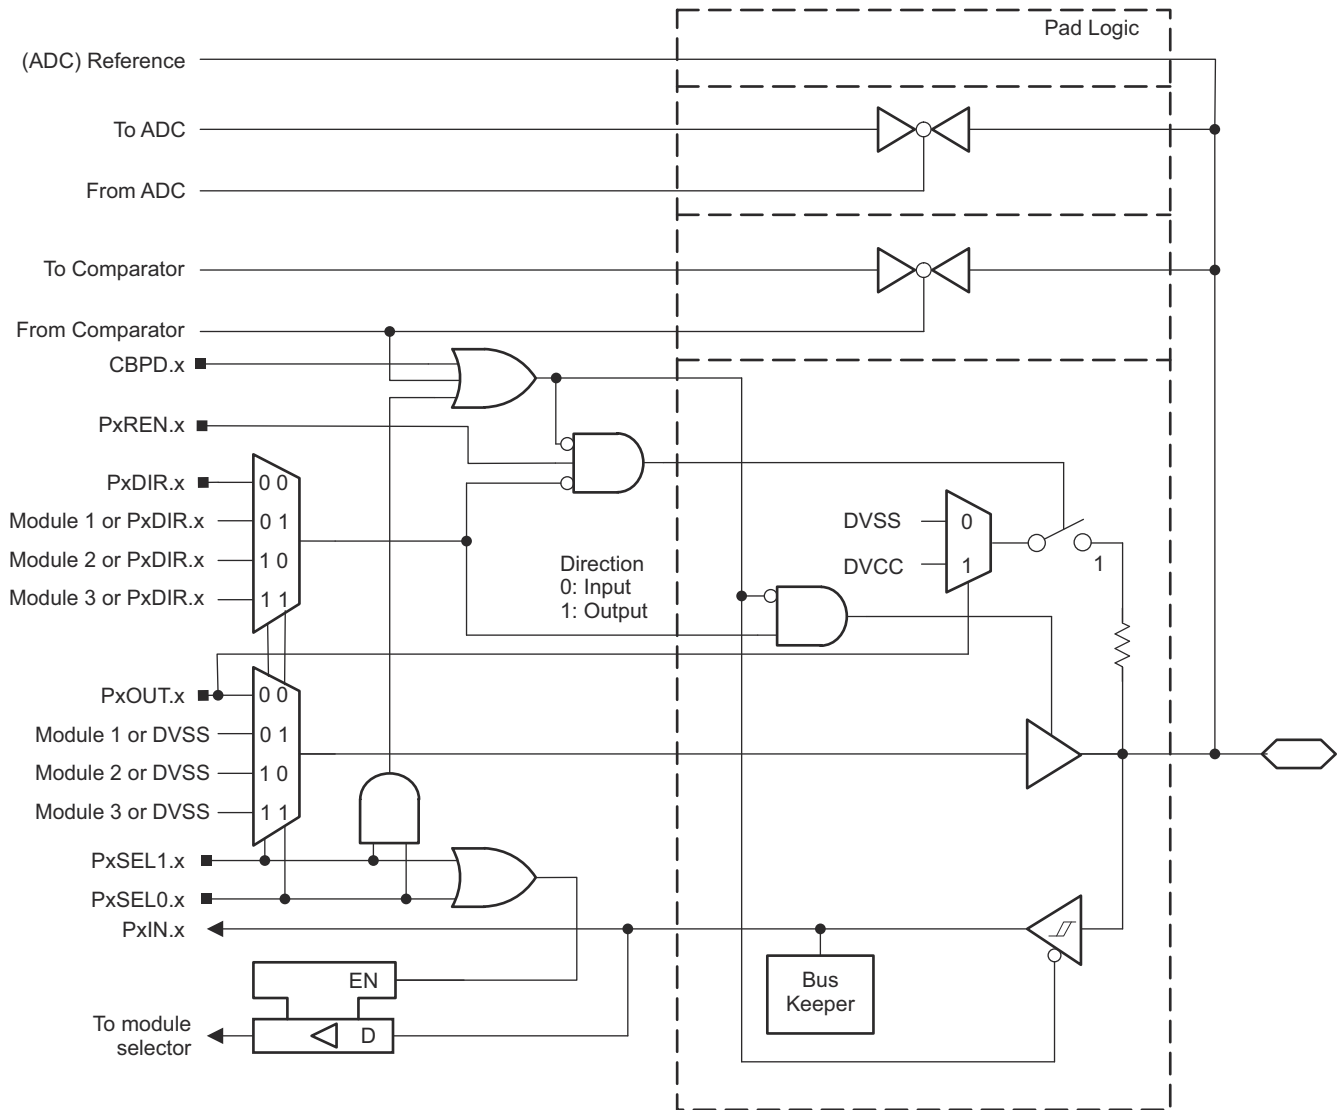 Pad Logic
(ADC) Reference
To ADC
From ADC
To Comparator
From Comparator
CBPD.x
PxREN.x
PxDIR.x
0 0
Module 1 or PxDIR.x
0 1
Module 2 or PxDIR.x
1 0
Module 3 or PxDIR.x
1 1
Direction
0: Input
1: Output
DVSS
0
DVCC
1
1
PxOUT.x
0 0
Module 1 or DVSS
0 1
Module 2 or DVSS
1 0
Module 3 or DVSS
1 1
PxSEL1.x
PxSEL0.x
PxIN.x
EN
Bus
Keeper
To module
selector
D